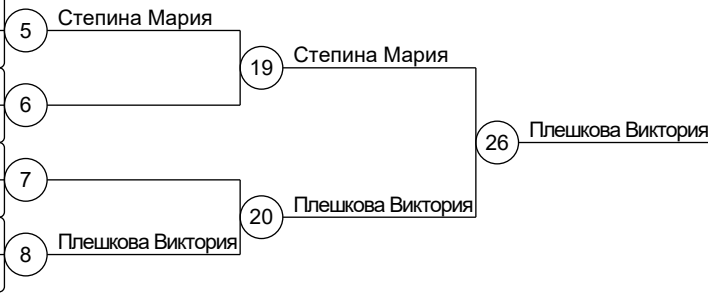 5 Степина Мария
19 Степина Мария
6
26 Плешкова Виктория
7
20 Плешкова Виктория
8 Плешкова Виктория